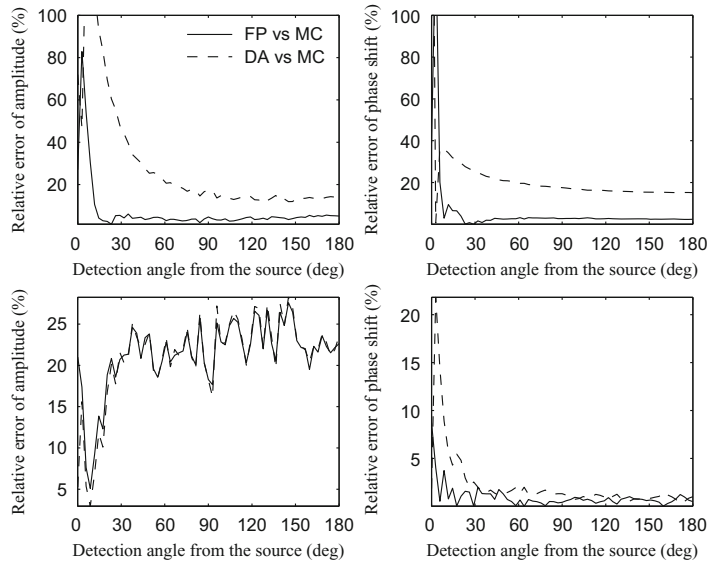 Relative error of amplitude (%)
100
80
60
40
20
FP vs MC
DA vs MC
0 30 60 90 120 150 180
Detection angle from the source (deg)
Relative error of phase shift (%)
100
80
60
40
20
0 30 60 90 120 150 180
Detection angle from the source (deg)
Relative error of amplitude (%)
25
20
15
10
5
0 30 60 90 120 150 180
Detection angle from the source (deg)
Relative error of phase shift (%)
20
15
10
5
0 30 60 90 120 150 180
Detection angle from the source (deg)